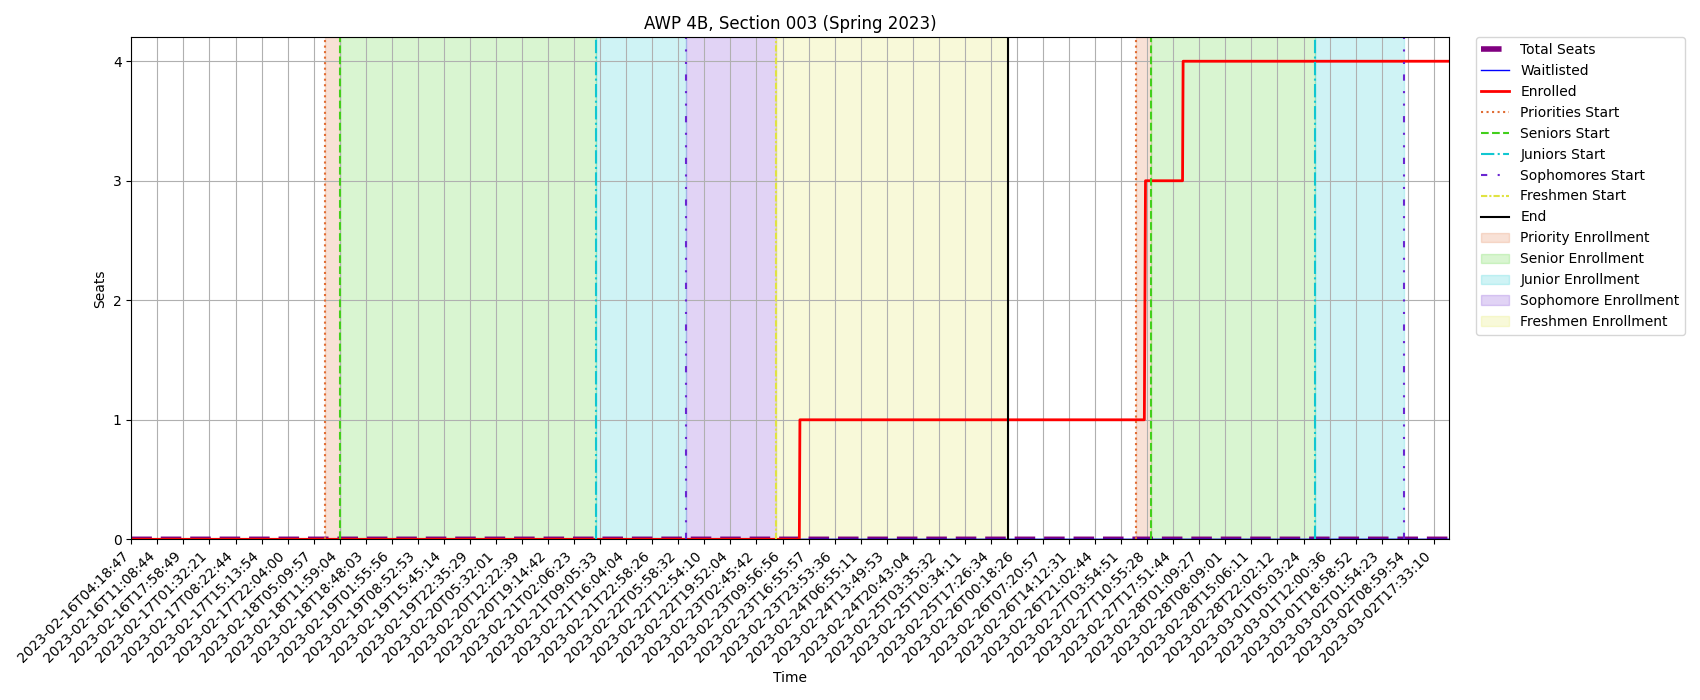 AWP 4B, Section 003 (Spring 2023)
Seats
4
3
2
1
0
2023-02-16T04:18:47
2023-02-16T11:08:44
2023-02-16T17:58:49
2023-02-17T01:32:21
2023-02-17T08:22:44
2023-02-17T15:13:54
2023-02-17T22:04:00
2023-02-18T05:09:57
2023-02-18T11:59:04
2023-02-18T18:48:03
2023-02-19T01:55:56
2023-02-19T08:52:53
2023-02-19T15:45:14
2023-02-19T22:35:29
2023-02-20T05:32:01
2023-02-20T12:22:39
2023-02-20T19:14:42
2023-02-21T02:06:23
2023-02-21T09:05:33
2023-02-21T16:04:04
2023-02-21T22:58:26
2023-02-22T05:58:32
2023-02-22T12:54:10
2023-02-22T19:52:04
2023-02-23T02:45:42
2023-02-23T09:56:56
2023-02-23T16:55:57
2023-02-23T23:53:36
2023-02-24T06:55:11
2023-02-24T13:49:53
2023-02-24T20:43:04
2023-02-25T03:35:32
2023-02-25T10:34:11
2023-02-25T17:26:34
2023-02-26T00:18:26
2023-02-26T07:20:57
2023-02-26T14:12:31
2023-02-26T21:02:44
2023-02-27T03:54:51
2023-02-27T10:55:28
2023-02-27T17:51:44
2023-02-28T01:09:27
2023-02-28T08:09:01
2023-02-28T15:06:11
2023-02-28T22:02:12
2023-03-01T05:03:24
2023-03-01T12:00:36
2023-03-01T18:58:52
2023-03-02T01:54:23
2023-03-02T08:59:54
2023-03-02T17:33:10
Time
Total Seats
Waitlisted
Enrolled
Priorities Start
Seniors Start
Juniors Start
Sophomores Start
Freshmen Start
End
Priority Enrollment
Senior Enrollment
Junior Enrollment
Sophomore Enrollment
Freshmen Enrollment